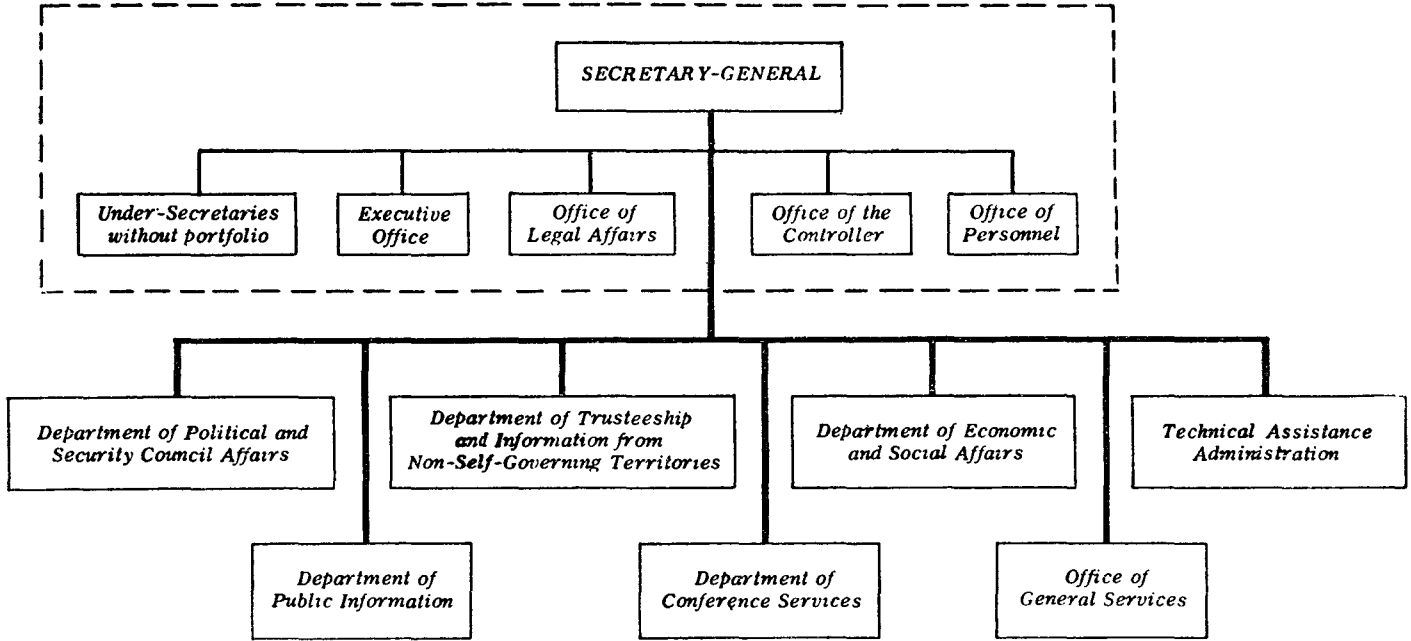 SECRETARY-GENERAL
Under-Secretaries
without portfolio
Executive
Office
Office of
Legal Affairs
Office of the
Controller
Office of
Personnel
Department of Political and
Security Council Affairs
Department of Trusteeship
and Information from
Non-Self-Governing Territories
Department of Economic
and Social Affairs
Technical Assistance
Administration
Department of
Public Information
Department of
Conference Services
Office of
General Services